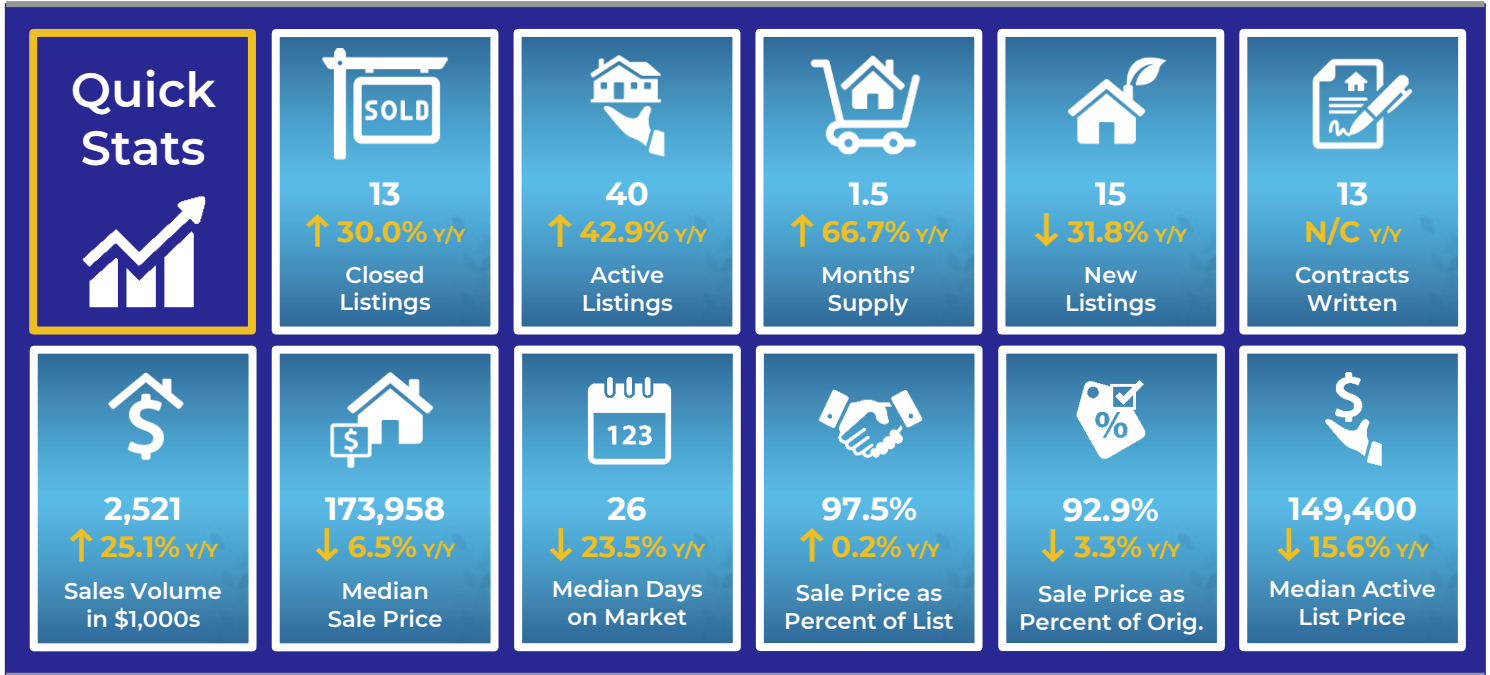 Quick
Stats
SOLD
13
↑ 30.0% Y/Y
Closed
Listings
40
↑ 42.9% Y/Y
Active
Listings
1.5
↑ 66.7% Y/Y
Months’
Supply
15
↓ 31.8% Y/Y
New
Listings
13
N/C Y/Y
Contracts
Written
$
2,521
↑ 25.1% Y/Y
Sales Volume
in $1,000s
$
173,958
↓ 6.5% Y/Y
Median
Sale Price
123
26
↓ 23.5% Y/Y
Median Days
on Market
97.5%
↑ 0.2% Y/Y
Sale Price as
Percent of List
%
92.9%
↓ 3.3% Y/Y
Sale Price as
Percent of Orig.
$
149,400
↓ 15.6% Y/Y
Median Active
List Price